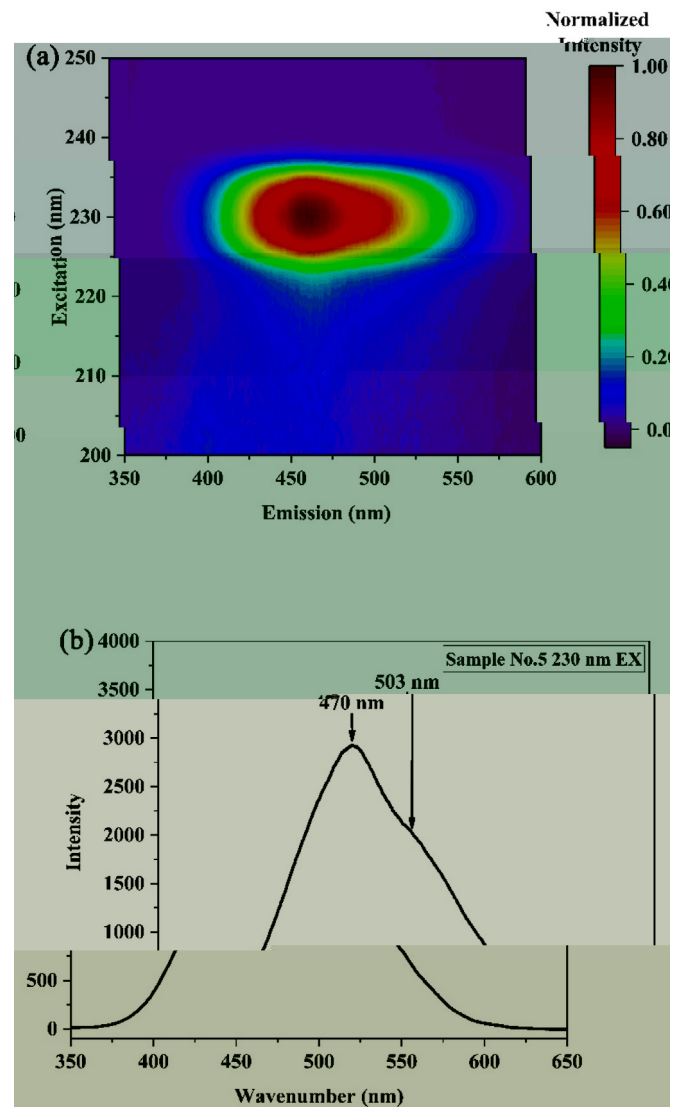 Normalized
Intensity
(a)
250
1.00
240
0.80
230
0.60
Excitation (nm)
0.40
220
0.20
210
0.0
200
350 400 450 500 550 600
Emission (nm)
(b)
4000
Sample No.5 230 nm EX
3500
503 nm
470 nm
3000
2000
1500
1000
Intensity
500
0
350 400 450 500 550 600 650
Wavenumber (nm)